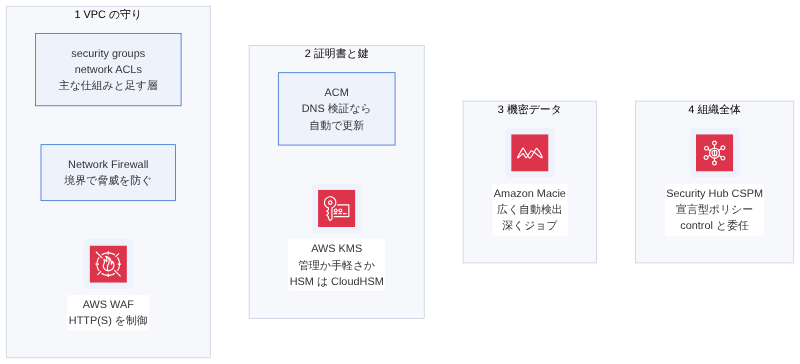 1 VPC の守り
security groups
network ACLs
主な仕組みと足す層
Network Firewall
境界で脅威を防ぐ
AWS WAF
HTTP(S) を制御
2 証明書と鍵
ACM
DNS 検証なら
自動で更新
AWS KMS
管理か手軽さか
HSM は CloudHSM
3 機密データ
Amazon Macie
広く自動検出
深くジョブ
4 組織全体
Security Hub CSPM
宣言型ポリシー
control と委任